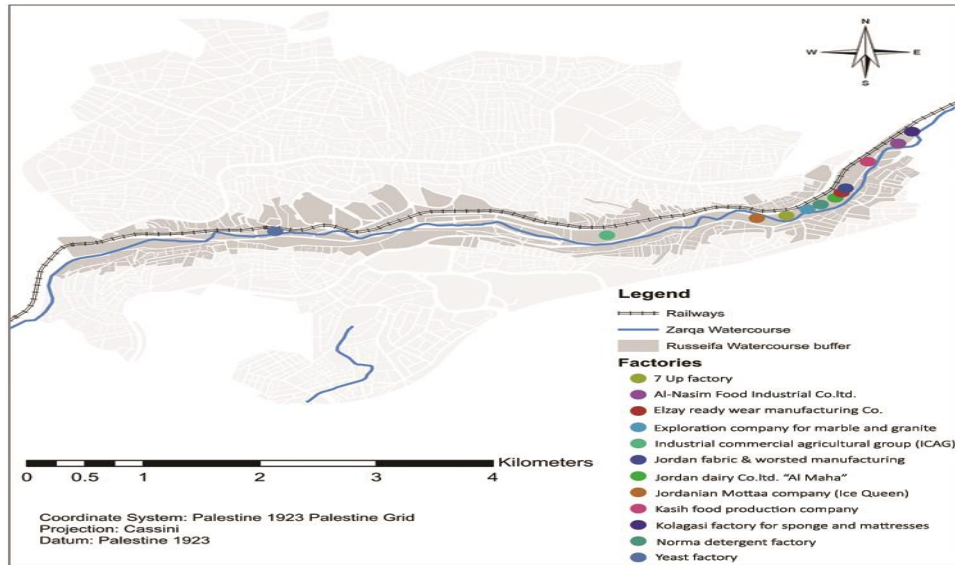 N
W E
S
Legend
Railways
Zarqa Watercourse
Russeifa Watercourse buffer
Factories
7 Up factory
Al-Nasim Food Industrial Co.ltd.
Elzay ready wear manufacturing Co.
Exploration company for marble and granite
Industrial commercial agricultural group (ICAG)
Jordan fabric & worsted manufacturing
Jordan dairy Co.ltd. “Al Maha”
Jordanian Mottaa company (Ice Queen)
Kasih food production company
Kolagasi factory for sponge and mattresses
Norma detergent factory
Yeast factory
Kilometers
0 0.5 1 2 3 4
Coordinate System: Palestine 1923 Palestine Grid
Projection: Cassini
Datum: Palestine 1923